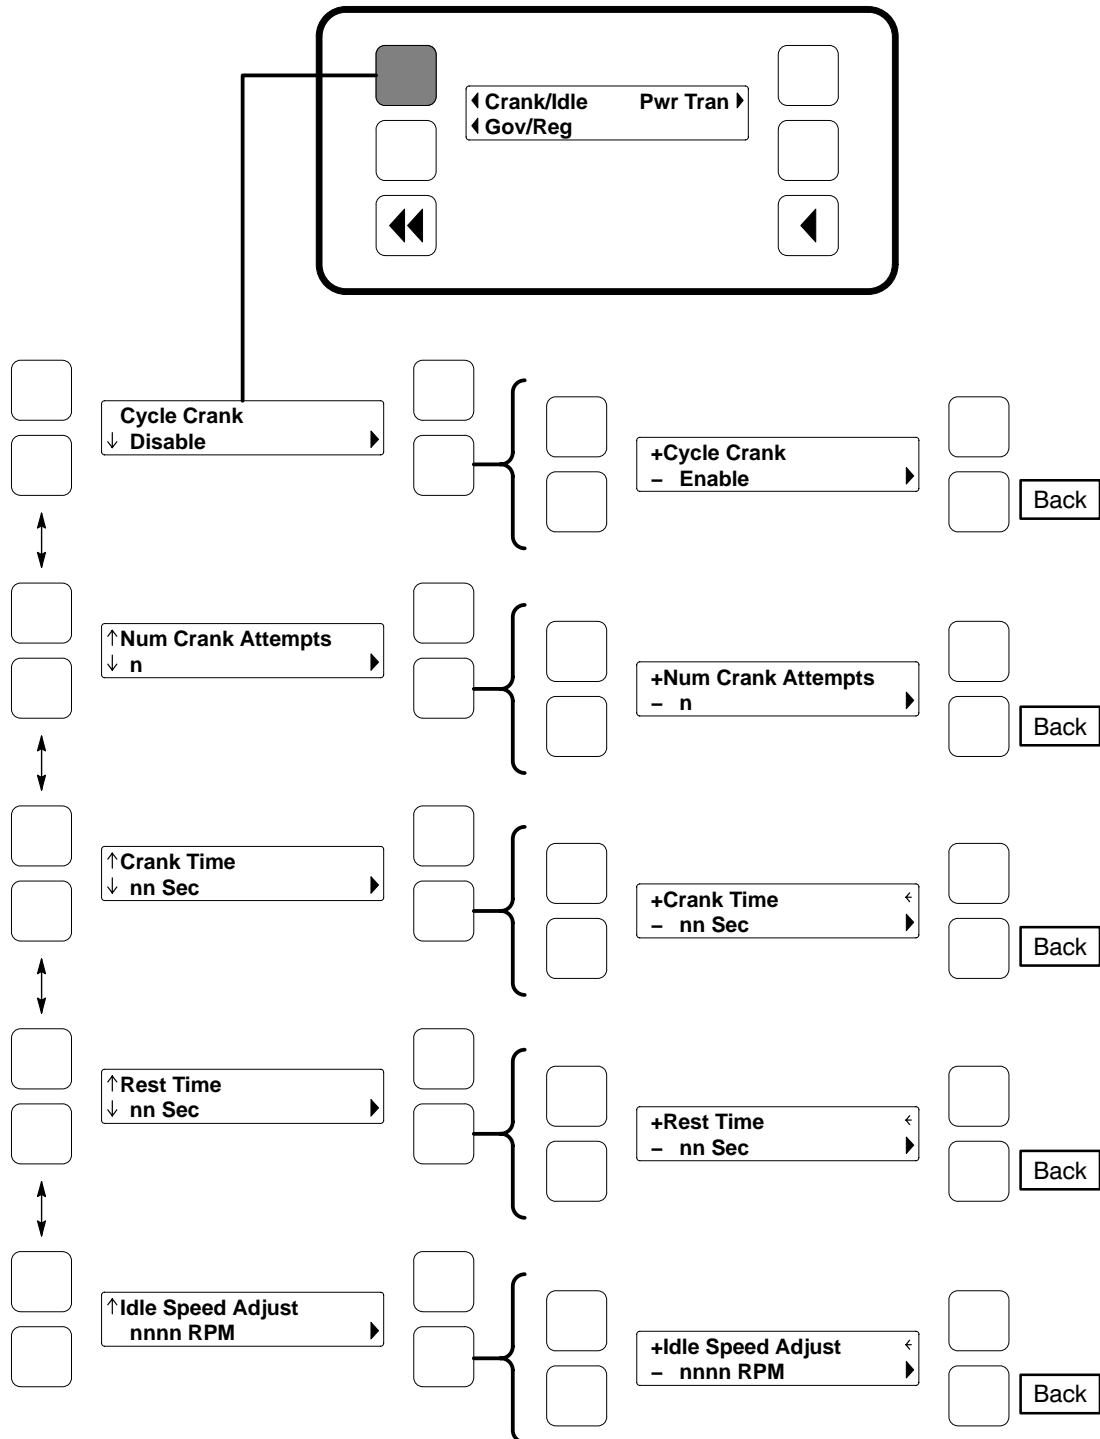 Crank/Idle Pwr Tran
Gov/Reg
Cycle Crank
↓ Disable
+Cycle Crank
– Enable
Back
↑Num Crank Attempts
↓ n
+Num Crank Attempts
– n
Back
↑Crank Time
↓ nn Sec
+Crank Time ←
– nn Sec
Back
↑Rest Time
↓ nn Sec
+Rest Time ←
– nn Sec
Back
↑Idle Speed Adjust
nnnn RPM
+Idle Speed Adjust ←
– nnnn RPM
Back